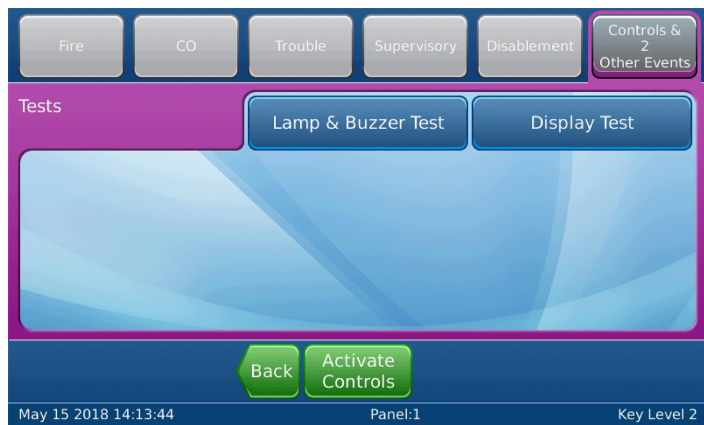 Fire
CO
Trouble
Supervisory
Disablement
Controls &
2
Other Events
Tests
Lamp & Buzzer Test
Display Test
Back
Activate
Controls
May 15 2018 14:13:44
Panel:1
Key Level 2